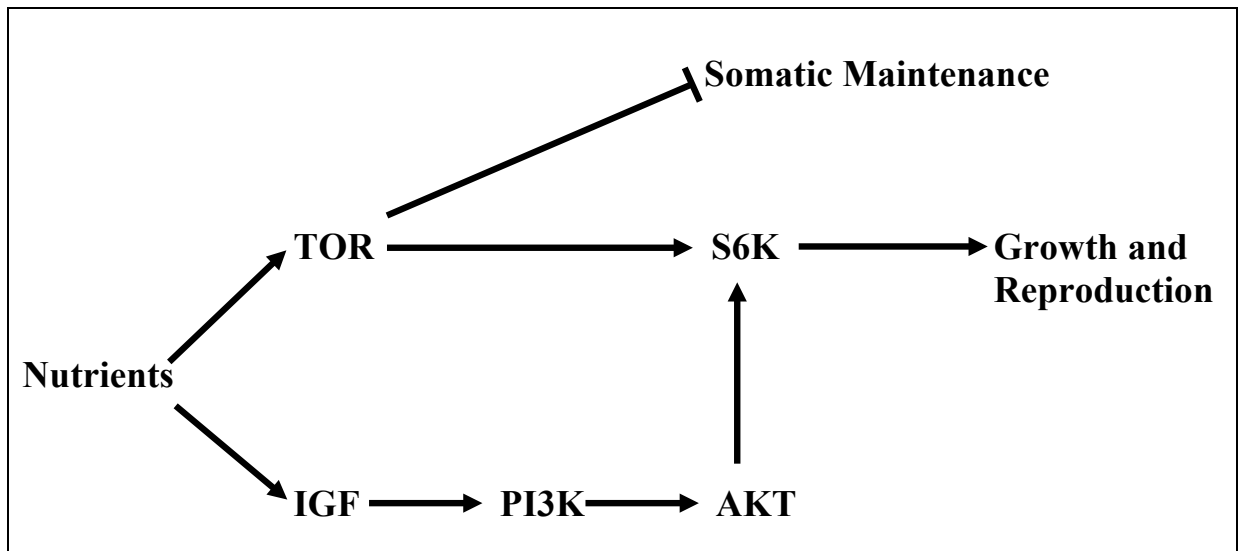 Somatic Maintenance
TOR
S6K
Growth and
Reproduction
Nutrients
IGF
PI3K
AKT